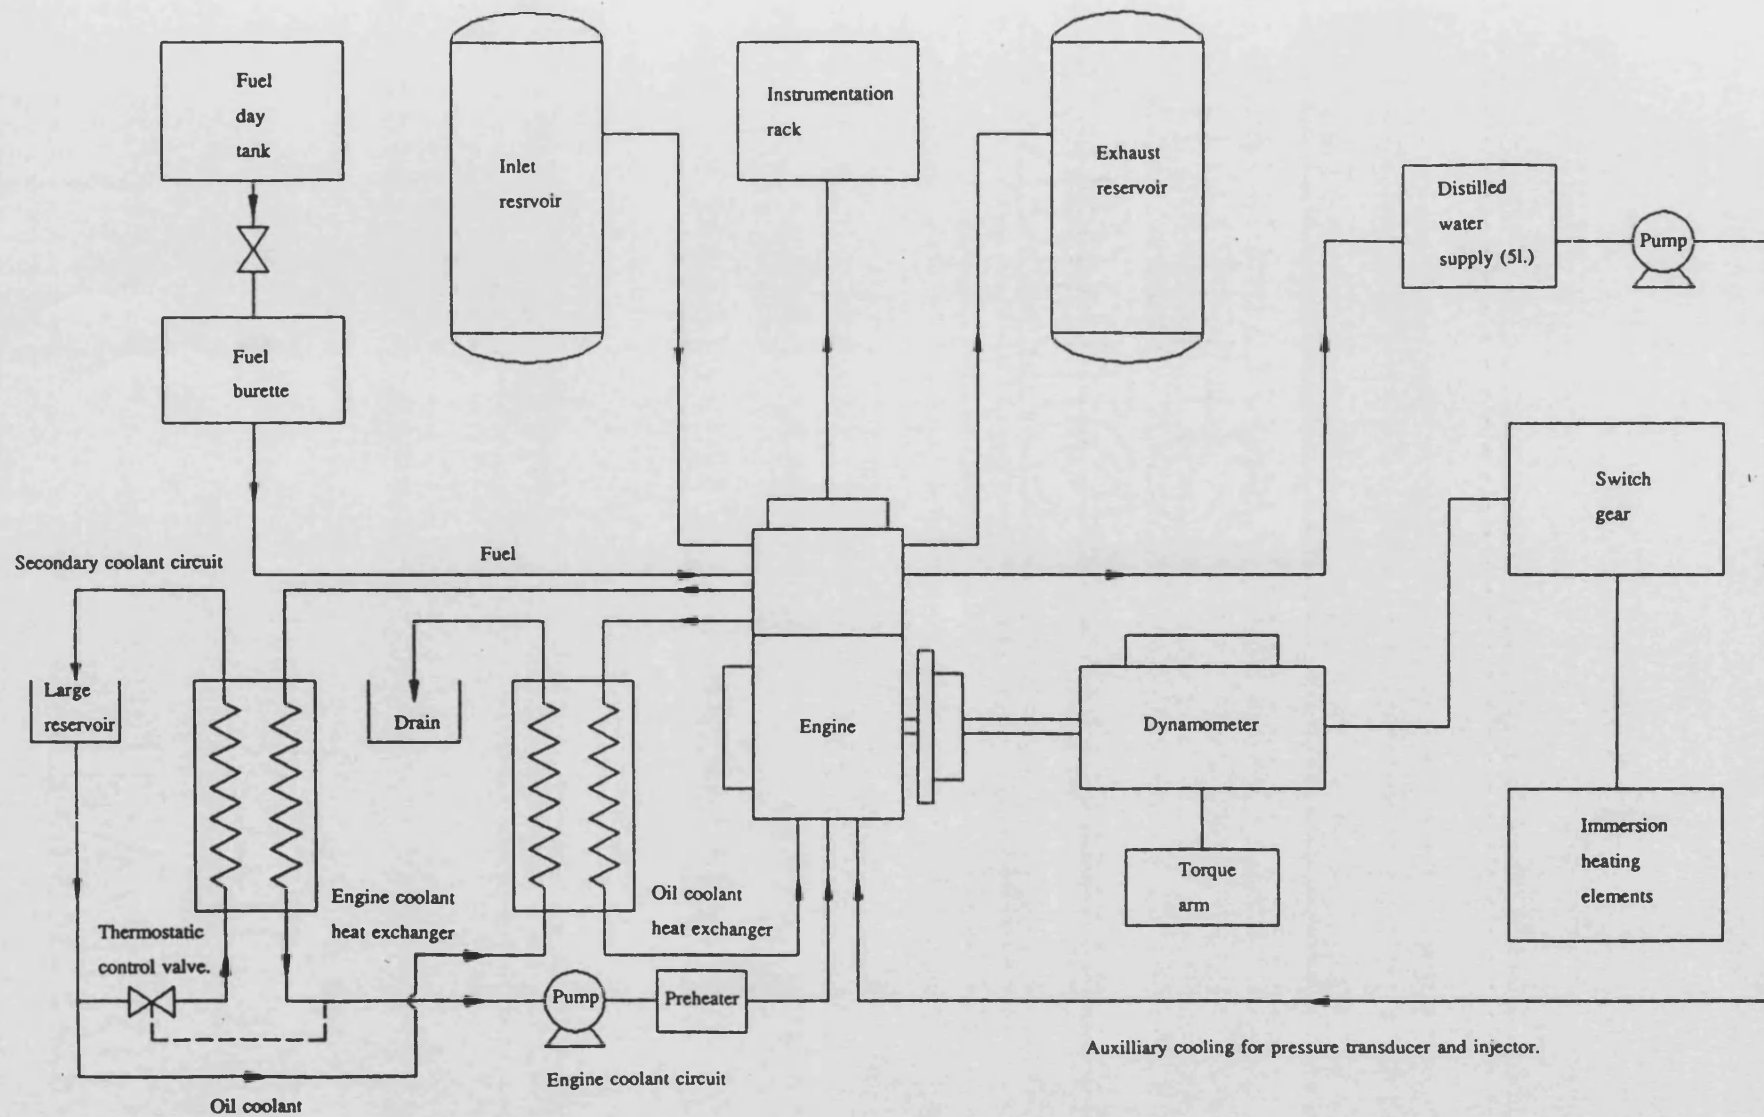 Fuel
day
tank
Inlet
resrvoir
Instrumentation
rack
Exhaust
reservoir
Distilled
water
supply (5l.)
Pump
Fuel
burette
Switch
gear
Secondary coolant circuit
Fuel
Large
reservoir
Drain
Engine
Dynamometer
Immersion
heating
elements
Torque
arm
Engine coolant
heat exchanger
Oil coolant
heat exchanger
Thermostatic
control valve.
Pump
Preheater
Auxilliary cooling for pressure transducer and injector.
Engine coolant circuit
Oil coolant